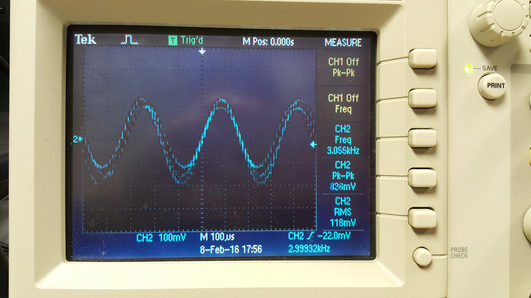 Tek T Trig'd M Pos: 0.000s MEASURE
CH1 Off
Pk-Pk
CH1 Off
Freq
CH2
Freq
3.055kHz
CH2
Pk-Pk
CH2
RMS
118mV
2
CH2 100mV M 100µs CH2 -22.0mV
8-Feb-16 17:56 2.99932kHz
SAVE
PRINT
PROBE
CHECK